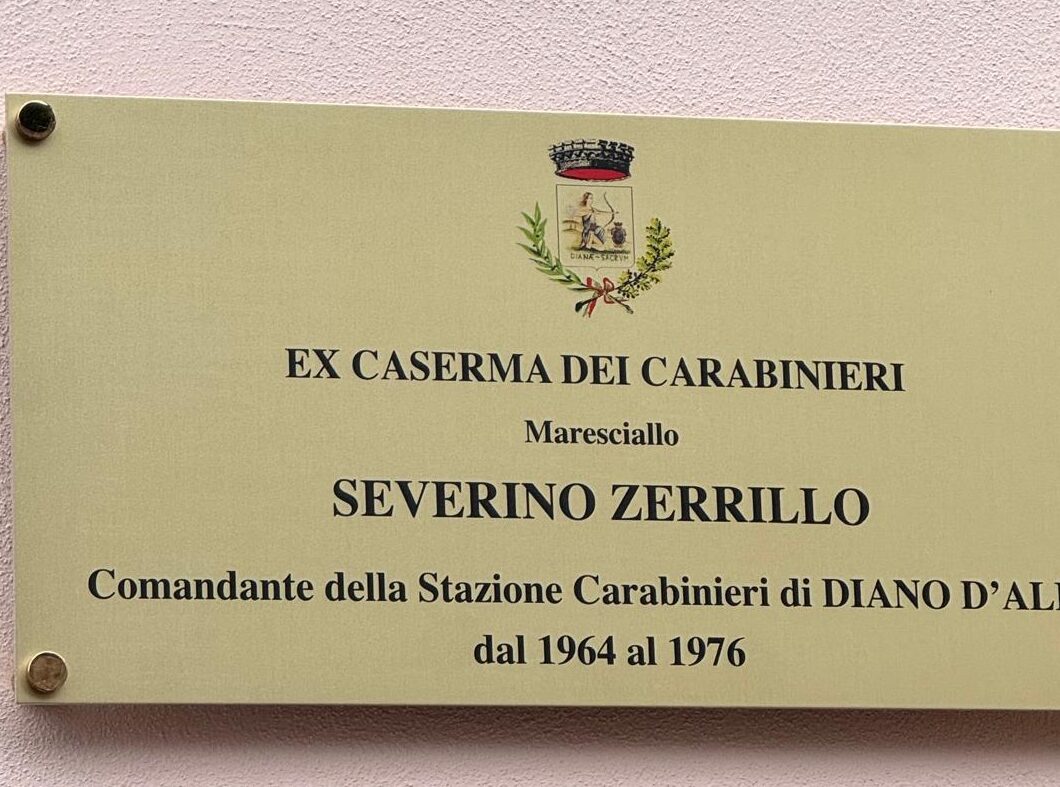 DIANÆ-SACRVM
EX CASERMA DEI CARABINIERI
Maresciallo
SEVERINO ZERRILLO
Comandante della Stazione Carabinieri di DIANO D'AL
dal 1964 al 1976